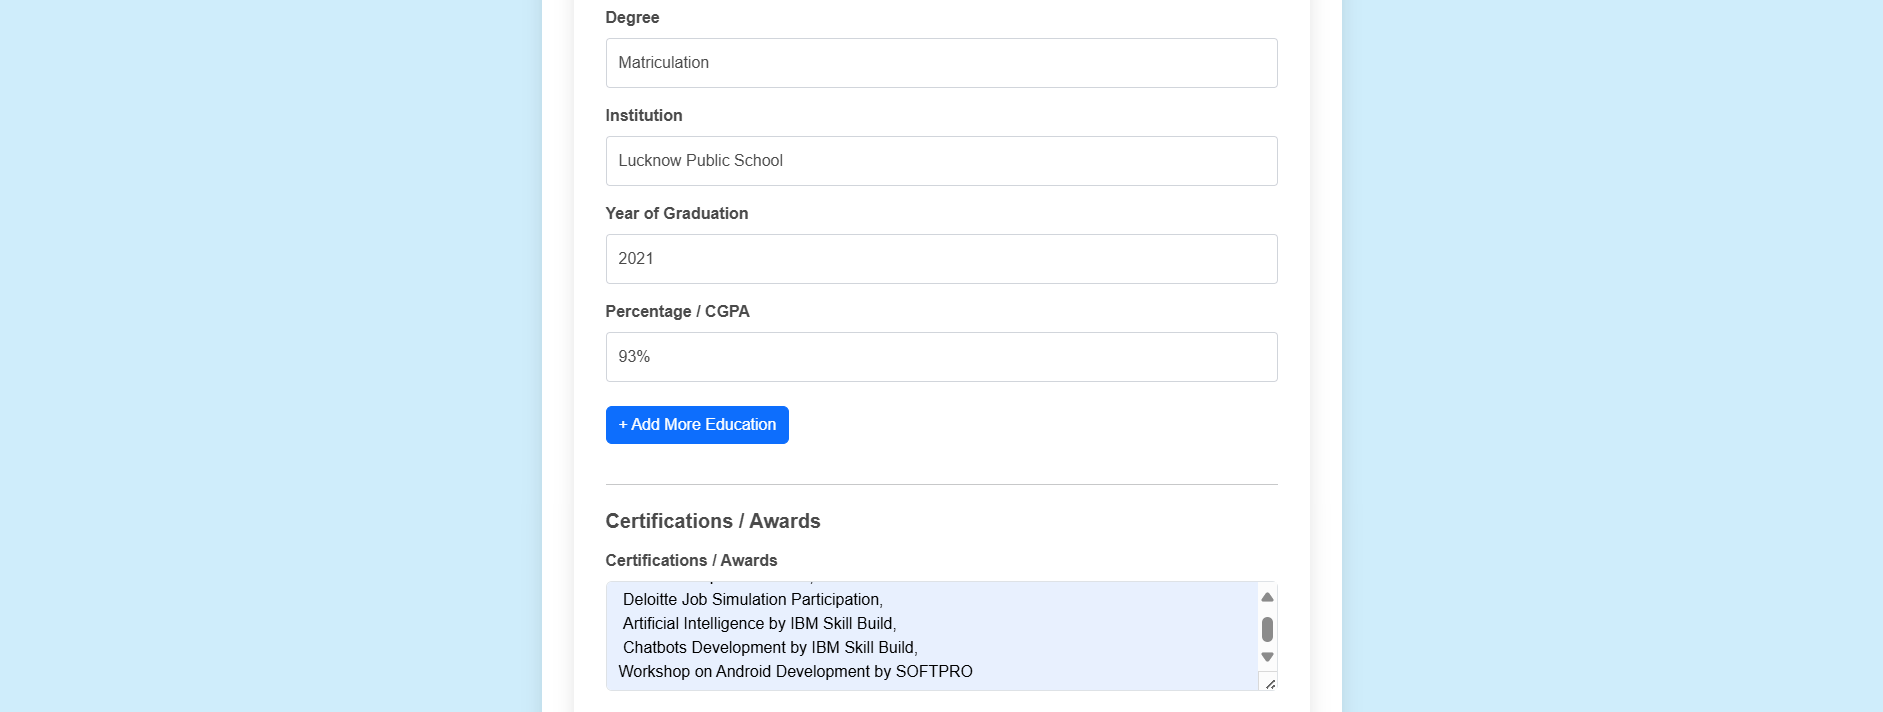 Degree
Matriculation
Institution
Lucknow Public School
Year of Graduation
2021
Percentage / CGPA
93%
+ Add More Education
Certifications / Awards
Certifications / Awards
Deloitte Job Simulation Participation,
Artificial Intelligence by IBM Skill Build,
Chatbots Development by IBM Skill Build,
Workshop on Android Development by SOFTPRO